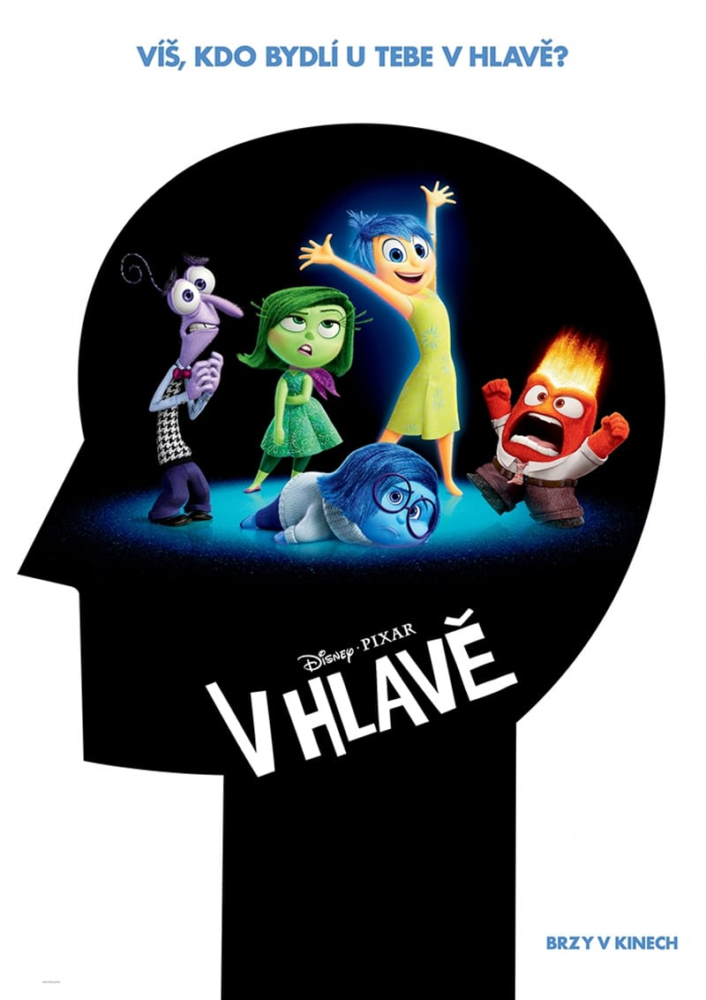 VÍŠ, KDO BYDLÍ U TEBE V HLAVĚ?
DISNEY · PIXAR
V HLAVĚ
BRZY V KINECH